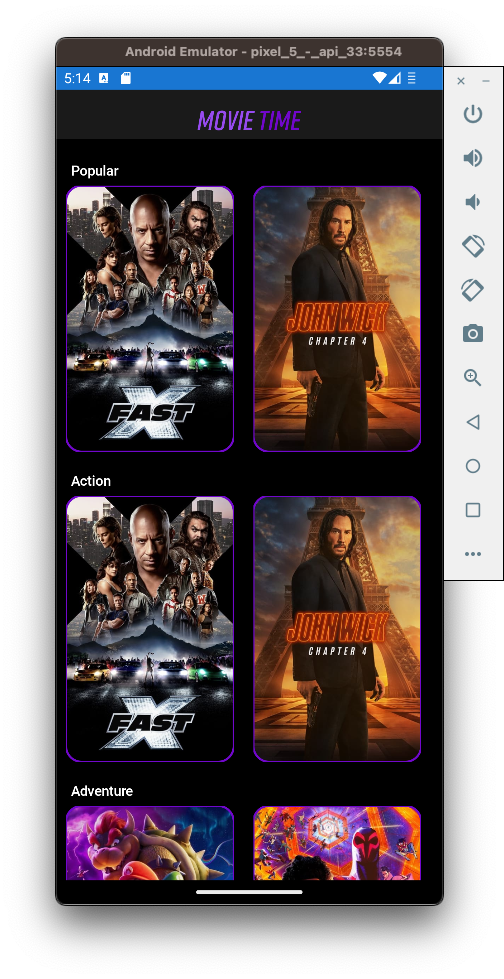 Android Emulator - pixel_5_-_api_33:5554
5:14
A
MOVIE TIME
Popular
FAST X
JOHN WICK
CHAPTER 4
Action
FAST X
JOHN WICK
CHAPTER 4
Adventure